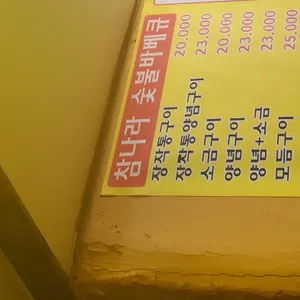 참나라 숯불바베큐
장작통구이 20.000
장작통양념구이 23.000
소금구이 20.000
양념구이 23.000
양념+소금 23.000
모듬구이 25.000